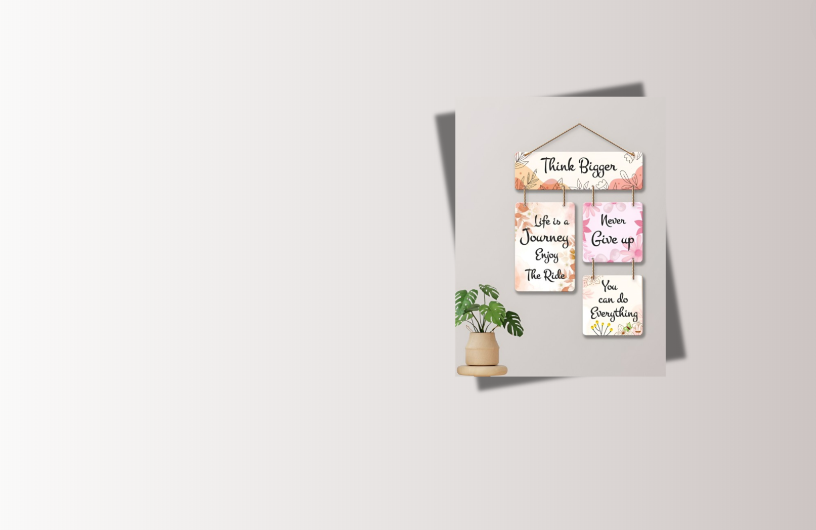 Think Bigger
Life is a
Journey
Enjoy
The Ride
Never
Give up
You
can do
Everything